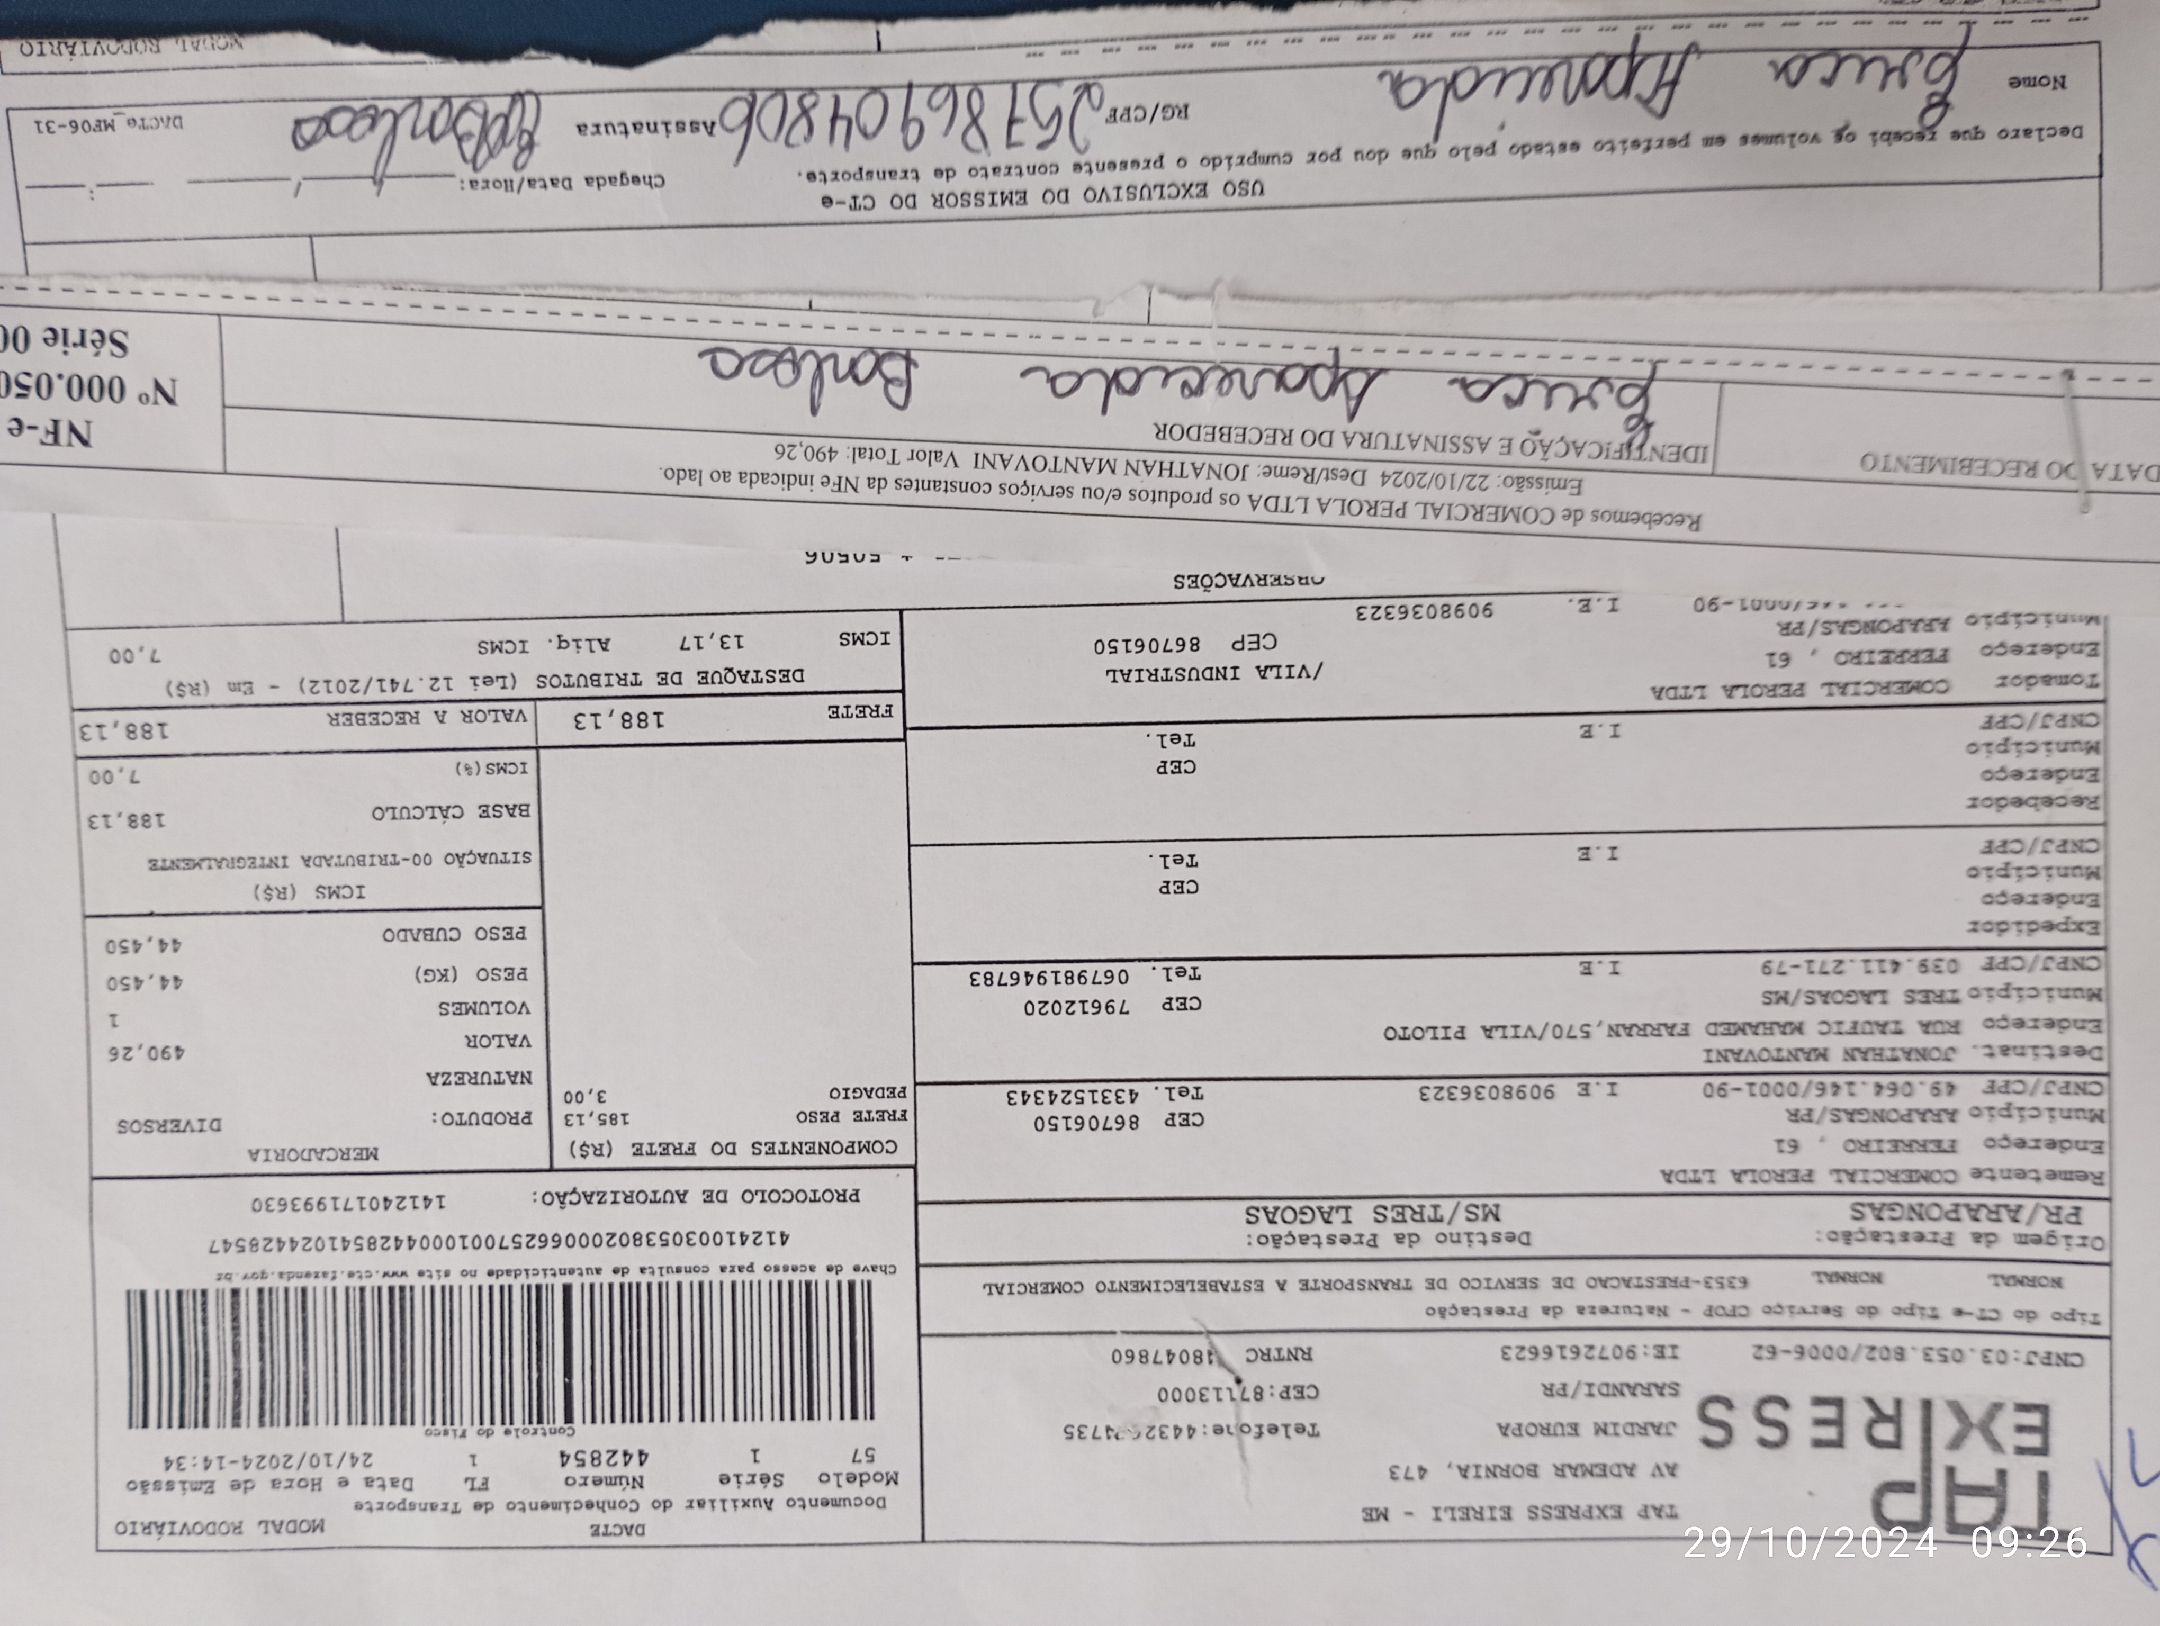 TAP
EXPRESS
TAP EXPRESS EIRELI - ME
AV ADEMAR BORNIA, 473
JARDIM EUROPA
SARANDI/PR
CNPJ:03.053.802/0006-62 IE:9072616623
CEP:87113000
RNTRC 48047860
DACTE
MODAL RODOVIÁRIO
Documento Auxiliar do Conhecimento de Transporte
Modelo Série Número FL Data e Hora de Emissão
57 1 442854 1 24/10/2024-14:34
Controle do Fisco
Chave de acesso para consulta de autenticidade no site www.cte.fazenda.gov.br
41241003053802000662570010004428541024428547
PROTOCOLO DE AUTORIZAÇÃO: 141240171993630
Tipo do CT-e Tipo do Serviço CFOP - Natureza da Prestação
NORMAL NORMAL 6353-PRESTACAO DE SERVICO DE TRANSPORTE A ESTABELECIMENTO COMERCIAL
Origem da Prestação: Destino da Prestação:
PR/ARAPONGAS MS/TRES LAGOAS
Remetente COMERCIAL PEROLA LTDA
Endereço FERREIRO , 61
Município ARAPONGAS/PR CEP 86706150
CNPJ/CPF 49.064.146/0001-90 I.E 9098036323 Tel. 4331524343
Destinat. JONATHAN MANTOVANI
Endereço RUA TAUFIC MAHAMED FARRAN,570/VILA PILOTO
Município TRES LAGOAS/MS CEP 79612020
CNPJ/CPF 039.411.271-79 I.E Tel. 067981946783
Expedidor
Endereço
Município CEP
CNPJ/CPF I.E Tel.
Recebedor
Endereço
Município CEP
CNPJ/CPF I.E Tel.
Tomador COMERCIAL PEROLA LTDA
Endereço FERREIRO , 61 /VILA INDUSTRIAL
Município ARAPONGAS/PR CEP 86706150
I.E. 9098036323
COMPONENTES DO FRETE (R$)
FRETE PESO 185,13
PEDAGIO 3,00
MERCADORIA
PRODUTO: DIVERSOS
NATUREZA
VALOR 490,26
VOLUMES 1
PESO (KG) 44,450
PESO CUBADO 44,450
ICMS (R$)
SITUAÇÃO 00-TRIBUTADA INTEGRALMENTE
BASE CÁLCULO 188,13
ICMS(%) 7,00
FRETE 188,13 VALOR A RECEBER 188,13
DESTAQUE DE TRIBUTOS (Lei 12.741/2012) - Em (R$)
ICMS 13,17 Aliq. ICMS 7,00
OBSERVAÇÕES
Recebemos de COMERCIAL PEROLA LTDA os produtos e/ou serviços constantes da NFe indicada ao lado.
Emissão: 22/10/2024 Dest/Reme: JONATHAN MANTOVANI Valor Total: 490,26
DATA DO RECEBIMENTO
IDENTIFICAÇÃO E ASSINATURA DO RECEBEDOR
Erica Aparecida Barbosa
NF-e
Nº 000.050
Série 00
USO EXCLUSIVO DO EMISSOR DO CT-e
Declaro que recebi os volumes em perfeito estado pelo que dou por cumprido o presente contrato de transporte.
Chegada Data/Hora: / / :
Nome Erica Aparecida RG/CPF 25786904806 Assinatura
DACTe_MF06-31
MODAL RODOVIÁRIO
29/10/2024 09:26